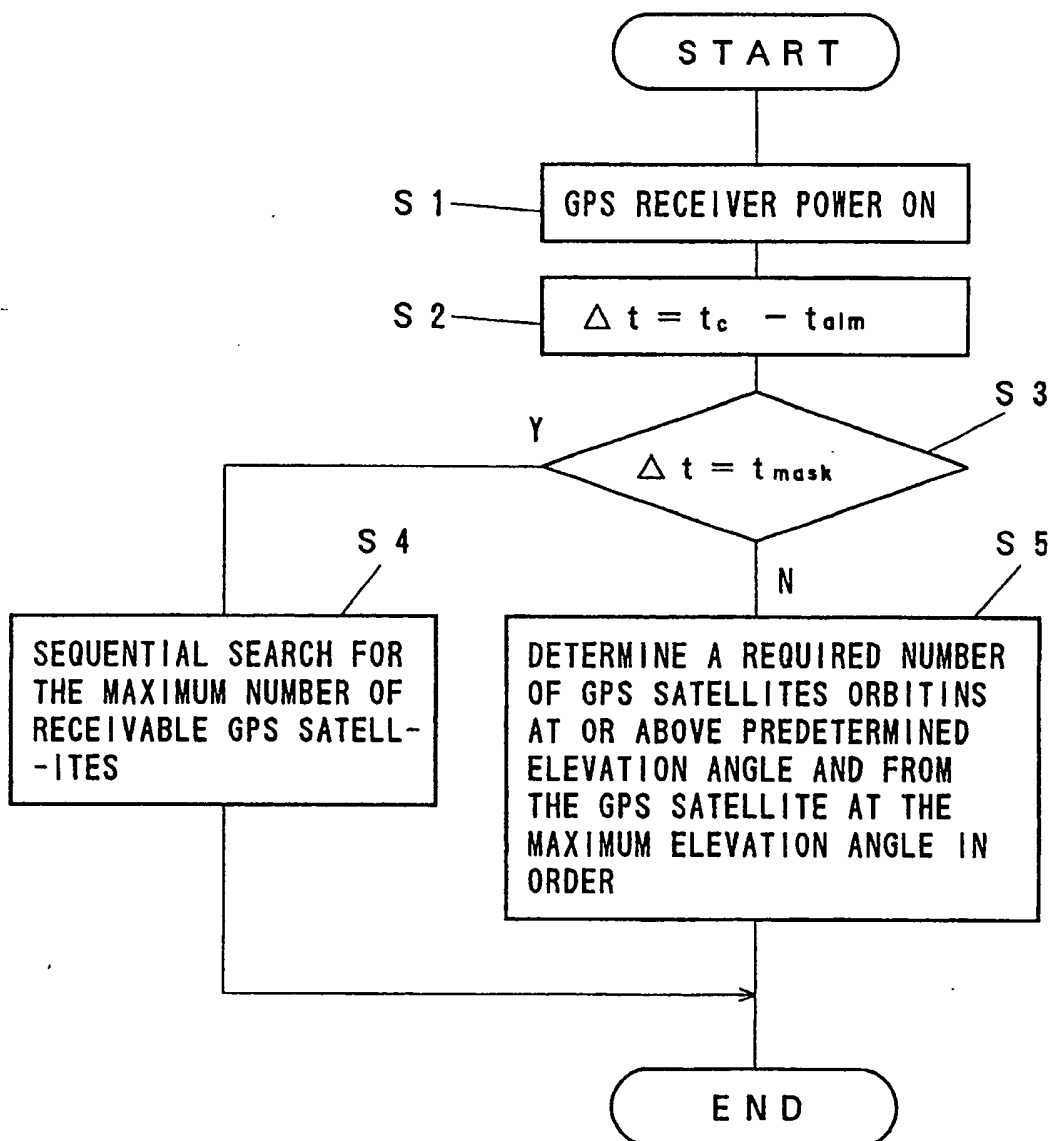 START
S 1
GPS RECEIVER POWER ON
S 2
△ t = tc - talm
S 3
Y
△ t = tmask
S 4
N
S 5
SEQUENTIAL SEARCH FOR
THE MAXIMUM NUMBER OF
RECEIVABLE GPS SATELL-
-ITES
DETERMINE A REQUIRED NUMBER
OF GPS SATELLITES ORBITINS
AT OR ABOVE PREDETERMINED
ELEVATION ANGLE AND FROM
THE GPS SATELLITE AT THE
MAXIMUM ELEVATION ANGLE IN
ORDER
END